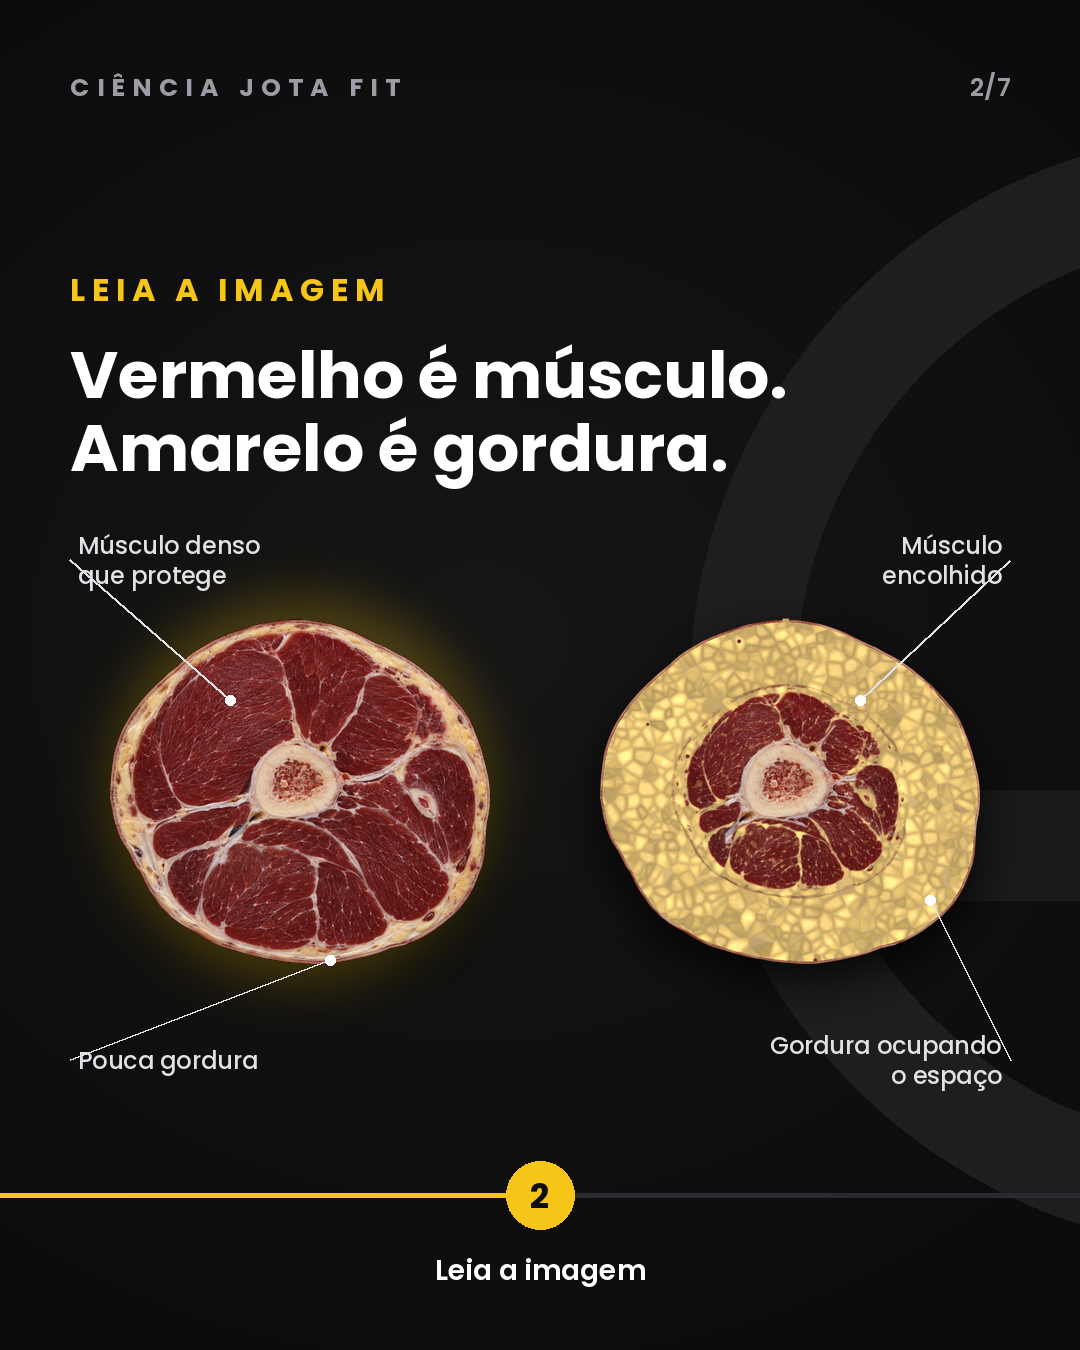 CIÊNCIA JOTA FIT
2/7
LEIA A IMAGEM
Vermelho é músculo.
Amarelo é gordura.
Músculo denso
que protege
Músculo
encolhido
Pouca gordura
Gordura ocupando
o espaço
2
Leia a imagem